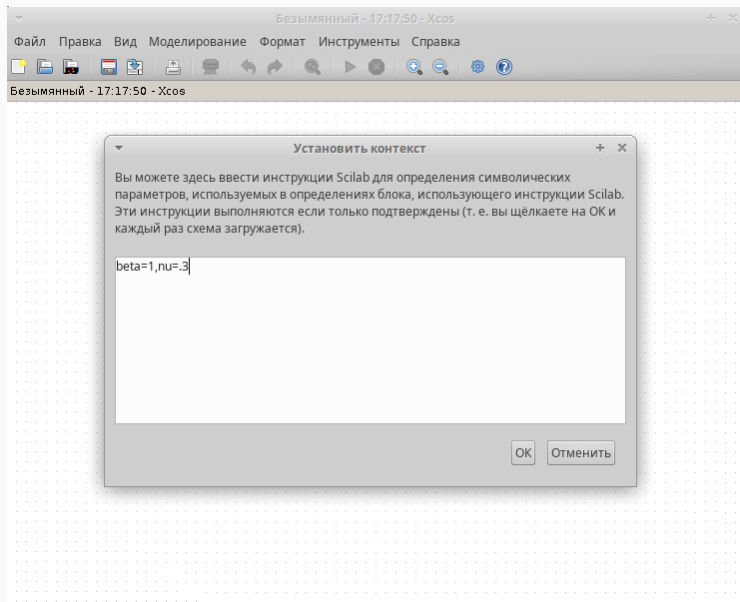 Безымянный - 17:17:50 - Xcos
Файл Правка Вид Моделирование Формат Инструменты Справка
Безымянный - 17:17:50 - Xcos
Установить контекст
Вы можете здесь ввести инструкции Scilab для определения символических
параметров, используемых в определениях блока, использующего инструкции Scilab.
Эти инструкции выполняются если только подтверждены (т. е. вы щёлкаете на ОК и
каждый раз схема загружается).
beta=1,nu=.3
ОК Отменить